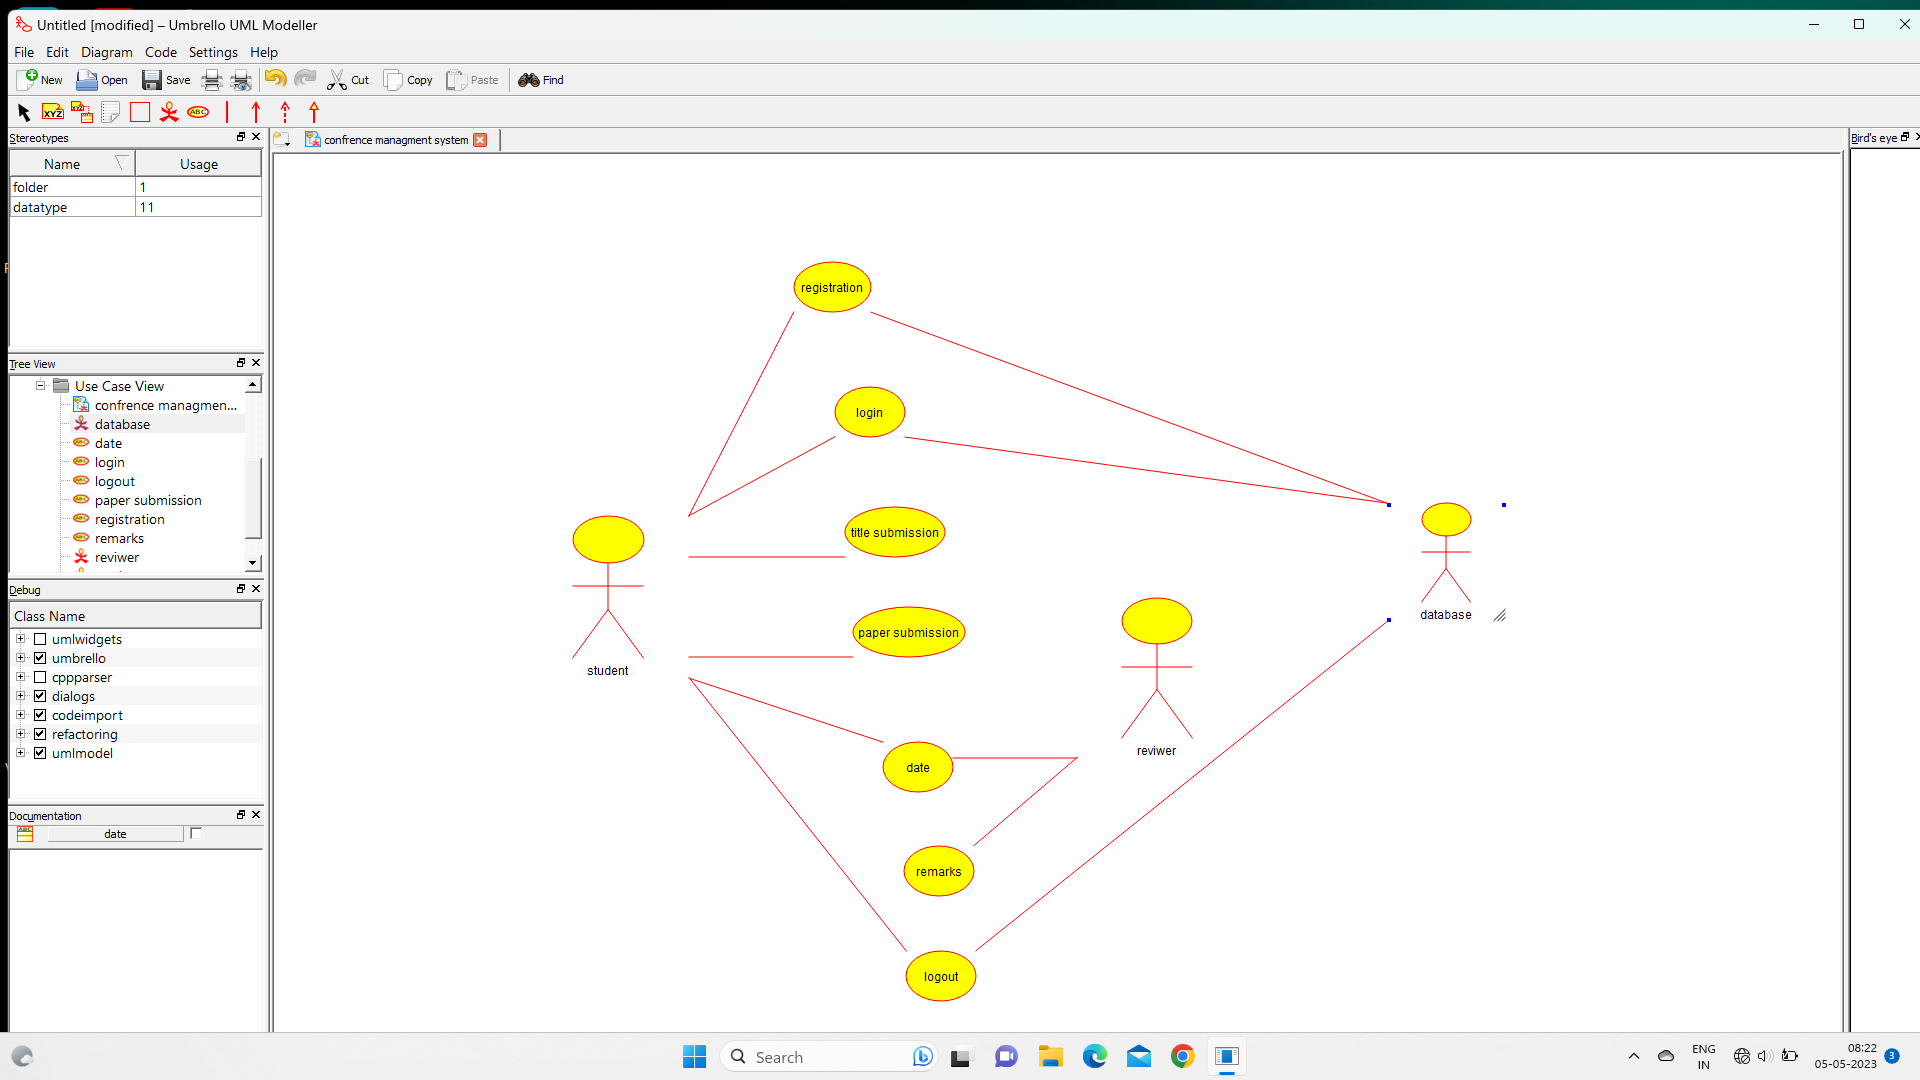 Untitled [modified] – Umbrello UML Modeller
File Edit Diagram Code Settings Help
New Open Save Cut Copy Paste Find
XYZ XYZ ABC
Stereotypes
confrence managment system
Bird's eye
Name Usage
folder 1
datatype 11
registration
Tree View
Use Case View
confrence managmen...
database
date
login
logout
paper submission
registration
remarks
reviwer
login
title submission
paper submission
student
database
reviwer
date
remarks
logout
Debug
Class Name
umlwidgets
umbrello
cppparser
dialogs
codeimport
refactoring
umlmodel
Documentation
date
Search
ENG
IN
08:22
05-05-2023
3